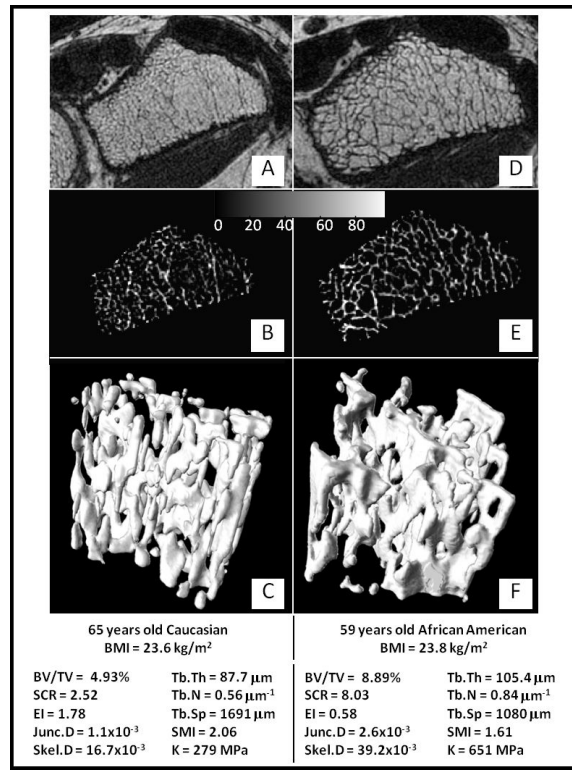 A
D
0 20 40 60 80
B
E
C
F
65 years old Caucasian
BMI = 23.6 kg/m²
BV/TV = 4.93%
SCR = 2.52
EI = 1.78
Junc.D = 1.1x10⁻³
Skel.D = 16.7x10⁻³
Tb.Th = 87.7 µm
Tb.N = 0.56 µm⁻¹
Tb.Sp = 1691 µm
SMI = 2.06
K = 279 MPa
59 years old African American
BMI = 23.8 kg/m²
BV/TV = 8.89%
SCR = 8.03
EI = 0.58
Junc.D = 2.6x10⁻³
Skel.D = 39.2x10⁻³
Tb.Th = 105.4 µm
Tb.N = 0.84 µm⁻¹
Tb.Sp = 1080 µm
SMI = 1.61
K = 651 MPa